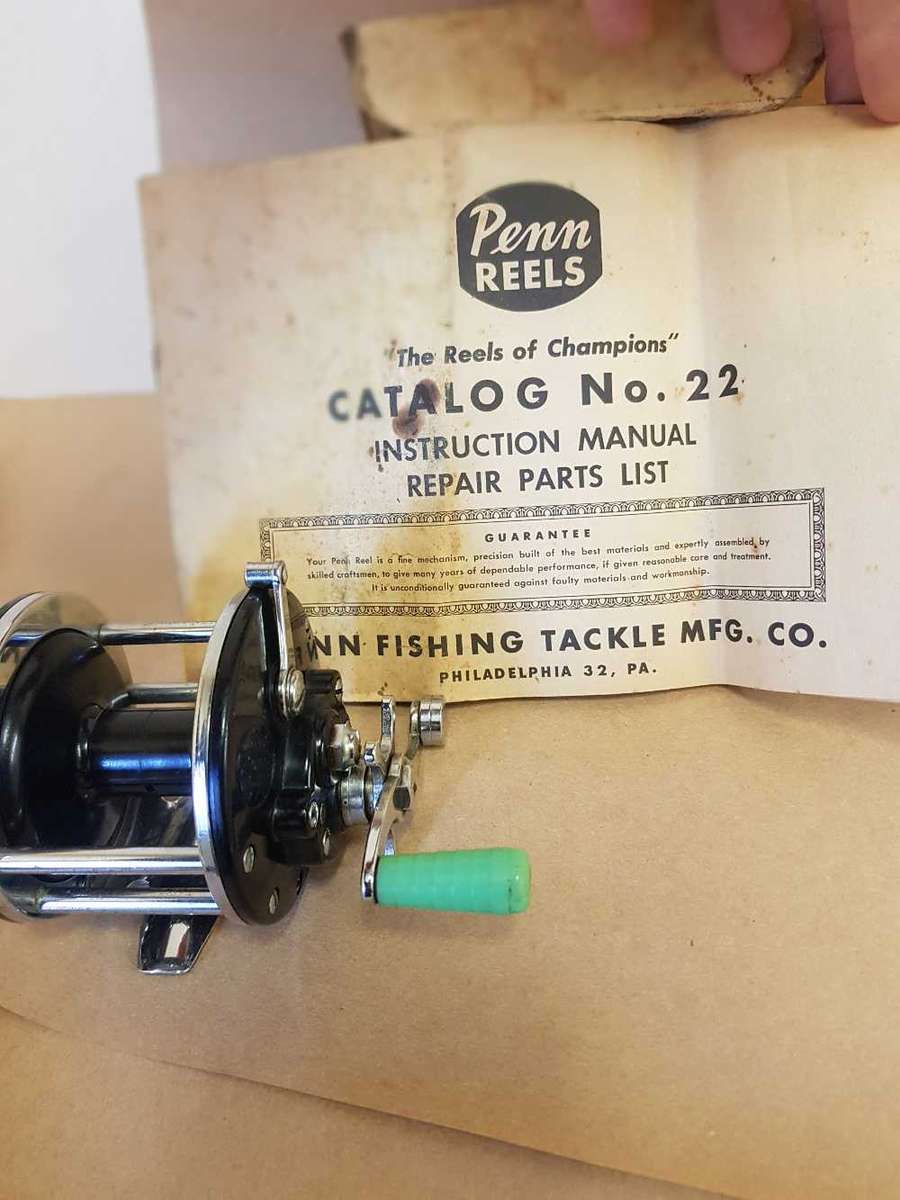 Penn
REELS
"The Reels of Champions"
CATALOG No. 22
INSTRUCTION MANUAL
REPAIR PARTS LIST
GUARANTEE
Your Penn Reel is a fine mechanism, precision built of the best materials and expertly assembled by
skilled craftsmen, to give many years of dependable performance, if given reasonable care and treatment.
It is unconditionally guaranteed against faulty materials and workmanship.
NN FISHING TACKLE MFG. CO.
PHILADELPHIA 32, PA.